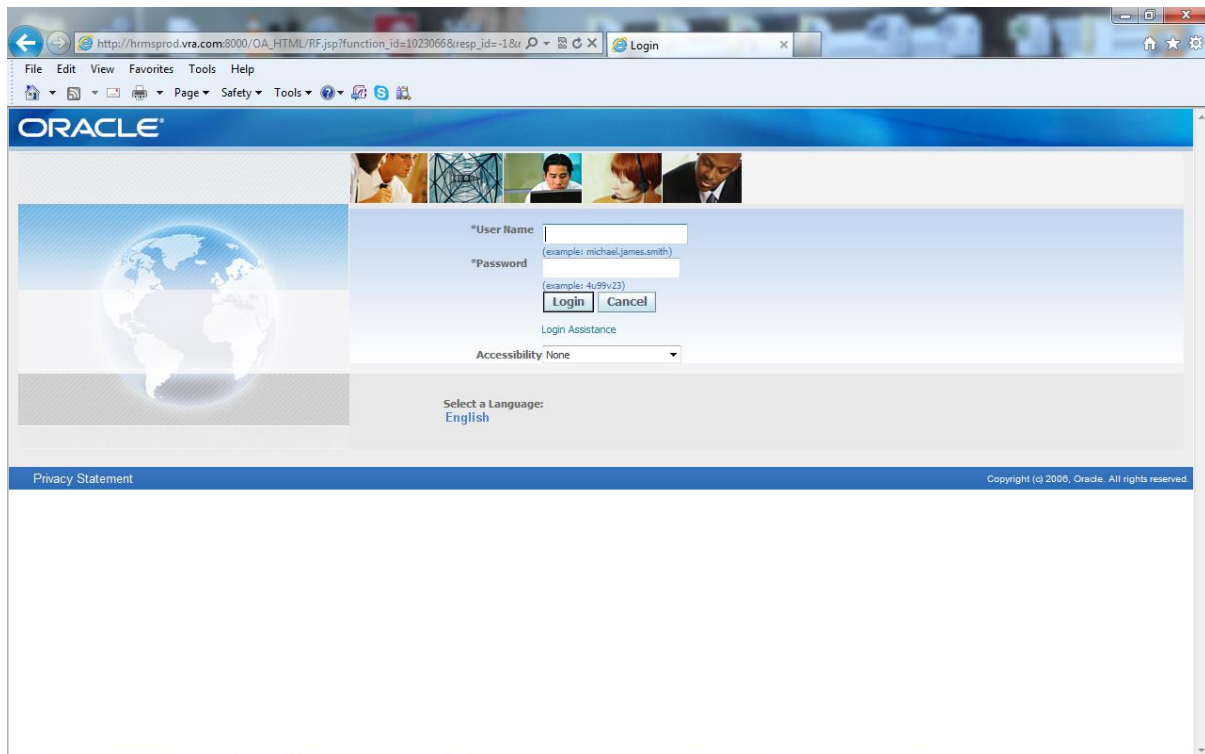 http://hrmsprod.vra.com:8000/OA_HTML/RF.jsp?function_id=1023066&resp_id=-1&r
Login
File Edit View Favorites Tools Help
Page Safety Tools
ORACLE®
*User Name
(example: michael.james.smith)
*Password
(example: 4u99v23)
Login Cancel
Login Assistance
Accessibility None
Select a Language:
English
Privacy Statement Copyright (c) 2006, Oracle. All rights reserved.